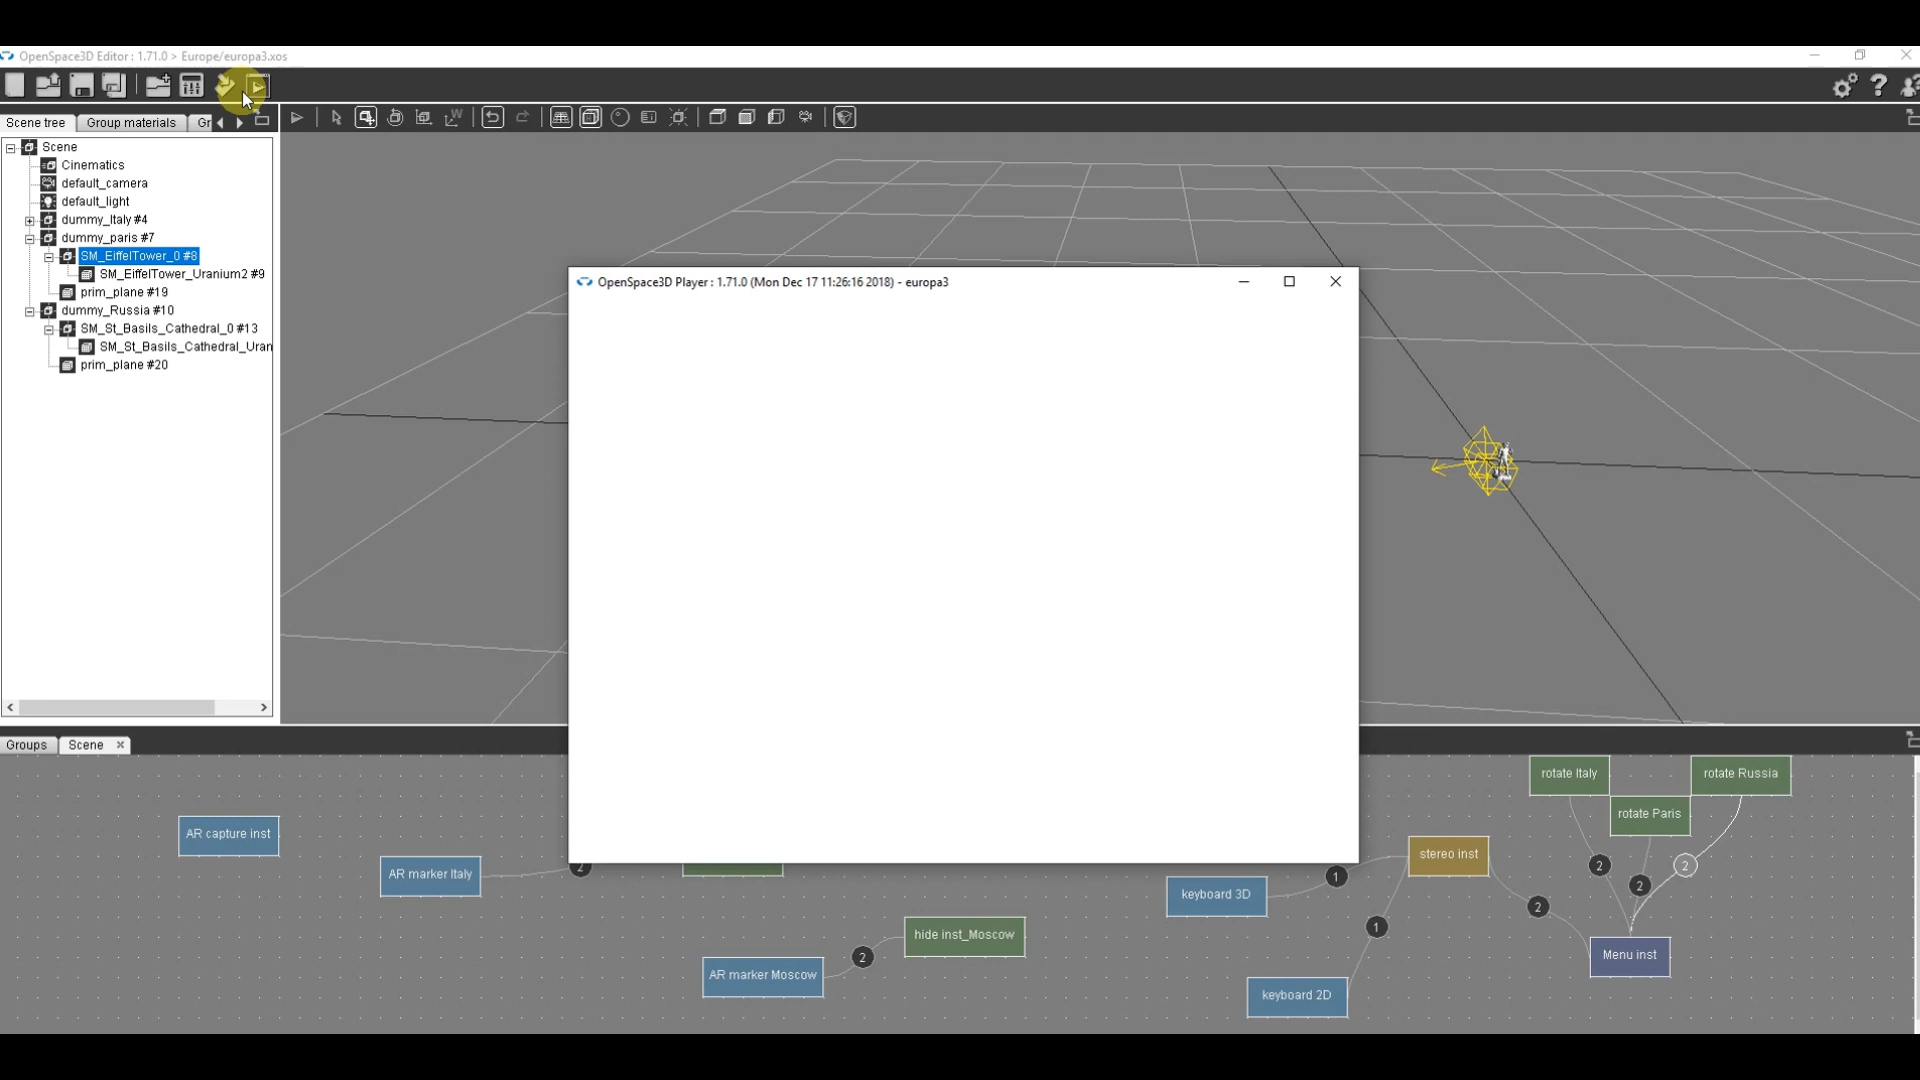 OpenSpace3D Editor : 1.71.0 > Europe/europa3.xos
Scene tree
Group materials
Gr
Scene
Cinematics
default_camera
default_light
dummy_Italy #4
dummy_paris #7
SM_EiffelTower_0 #8
SM_EiffelTower_Uranium2 #9
prim_plane #19
dummy_Russia #10
SM_St_Basils_Cathedral_0 #13
SM_St_Basils_Cathedral_Uran
prim_plane #20
OpenSpace3D Player : 1.71.0 (Mon Dec 17 11:26:16 2018) - europa3
Groups
Scene
rotate Italy
rotate Russia
rotate Paris
AR capture inst
stereo inst
2
2
AR marker Italy
2
1
2
keyboard 3D
2
1
hide inst_Moscow
2
Menu inst
AR marker Moscow
keyboard 2D